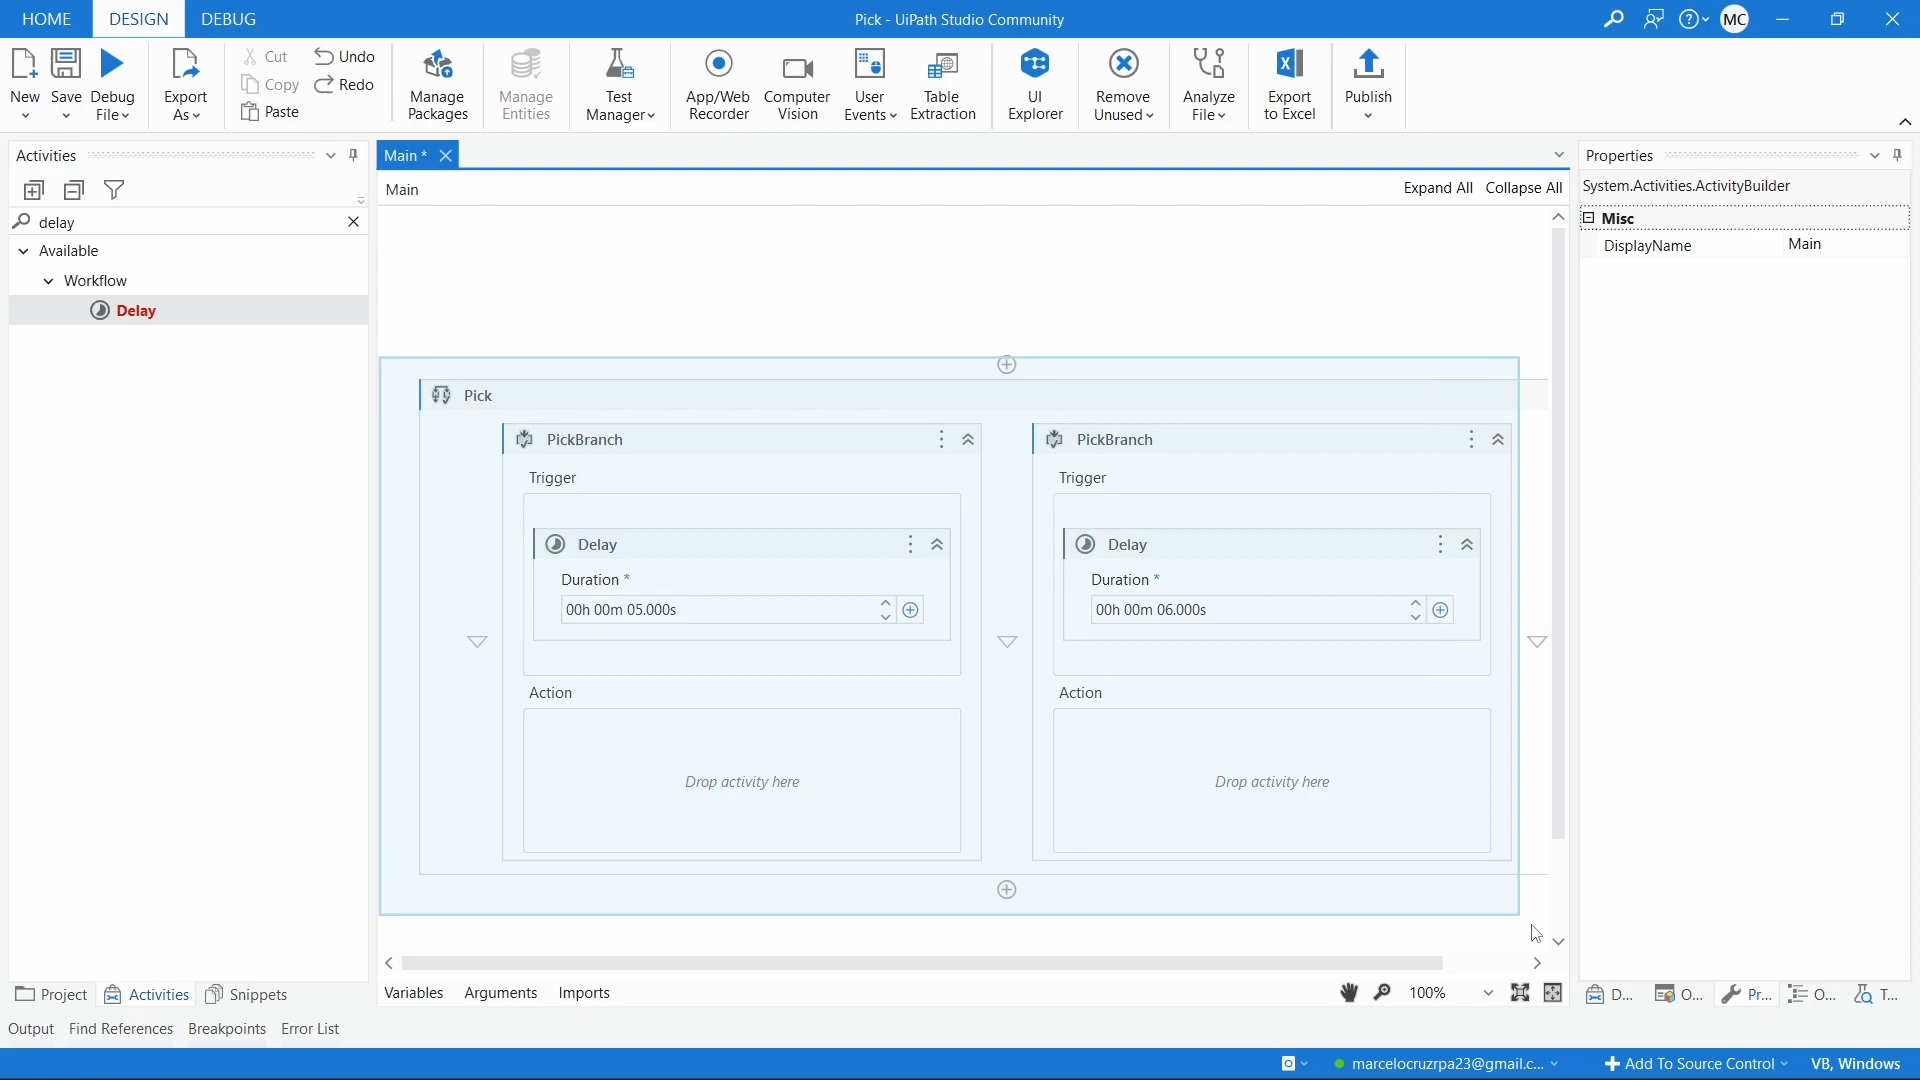 HOME DESIGN DEBUG Pick - UiPath Studio Community MC
New Save Debug File Export As Cut Copy Paste Undo Redo Manage Packages Manage Entities Test Manager App/Web Recorder Computer Vision User Events Table Extraction UI Explorer Remove Unused Analyze File Export to Excel Publish
Activities
delay
Available
Workflow
Delay
Main *
Main Expand All Collapse All
Pick
PickBranch
Trigger
Delay
Duration *
00h 00m 05.000s
Action
Drop activity here
PickBranch
Trigger
Delay
Duration *
00h 00m 06.000s
Action
Drop activity here
Properties
System.Activities.ActivityBuilder
Misc
DisplayName Main
Project Activities Snippets
Variables Arguments Imports 100%
D... O... Pr... O... T...
Output Find References Breakpoints Error List
marcelocruzrpa23@gmail.c... Add To Source Control VB, Windows